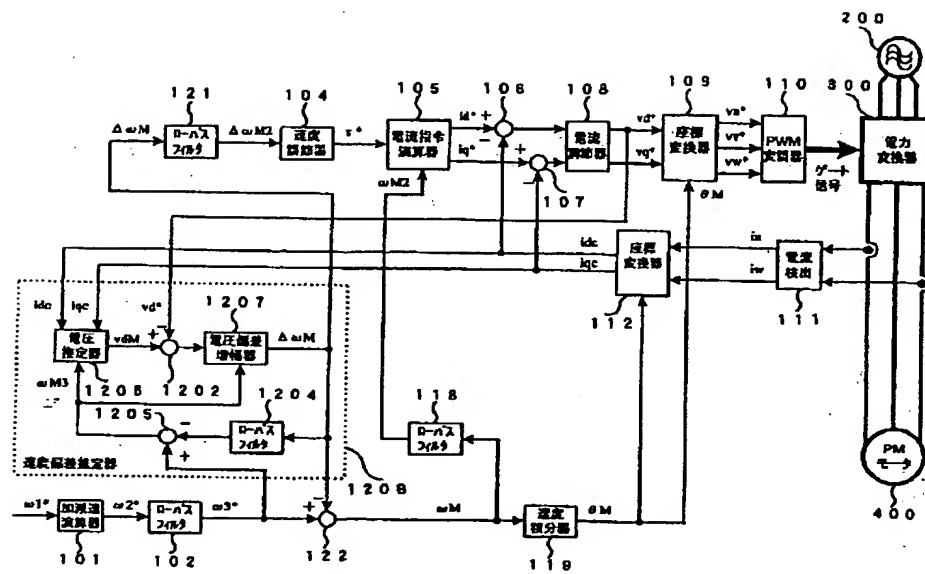 200
121
104
105
106
108
109
110
300
ΔωM
ローパス
フィルタ
ΔωM2
速度
調節器
τ*
電流指令
演算器
id*
iq*
+
−
+
−
電流
調節器
vd*
vq*
座標
変換器
vu*
vv*
vw*
PWM
変調器
ゲート
信号
電力
変換器
ωM2
107
θM
idc
iqc
座標
変換器
112
iu
iw
電流
検出
111
idc
iqc
vd*
1207
電圧
推定器
vdM
+
−
電圧偏差
増幅器
ΔωM
1206
1202
ωM3
1205
−
+
1204
ローパス
フィルタ
118
ローパス
フィルタ
速度偏差推定器
1208
PM
モータ
400
ω1*
加減速
演算器
ω2*
ローパス
フィルタ
ω3*
+
−
ωM
速度
積分器
θM
101
102
122
119